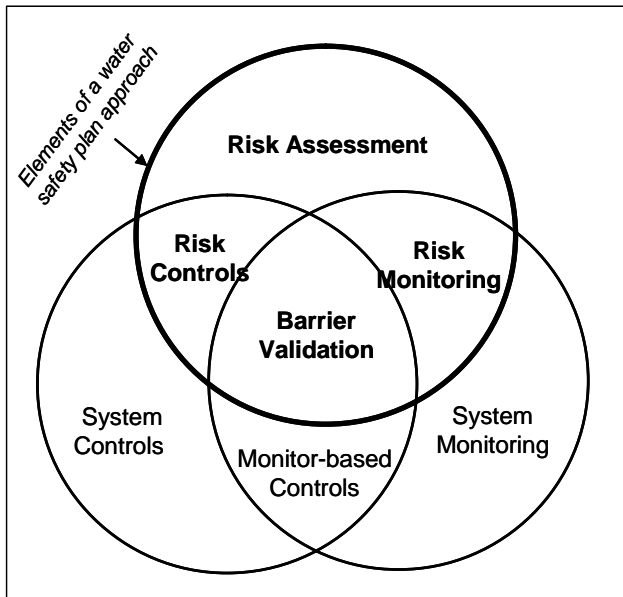 Elements of a water
safety plan approach
Risk Assessment
Risk
Controls
Risk
Monitoring
Barrier
Validation
System
Controls
Monitor-based
Controls
System
Monitoring